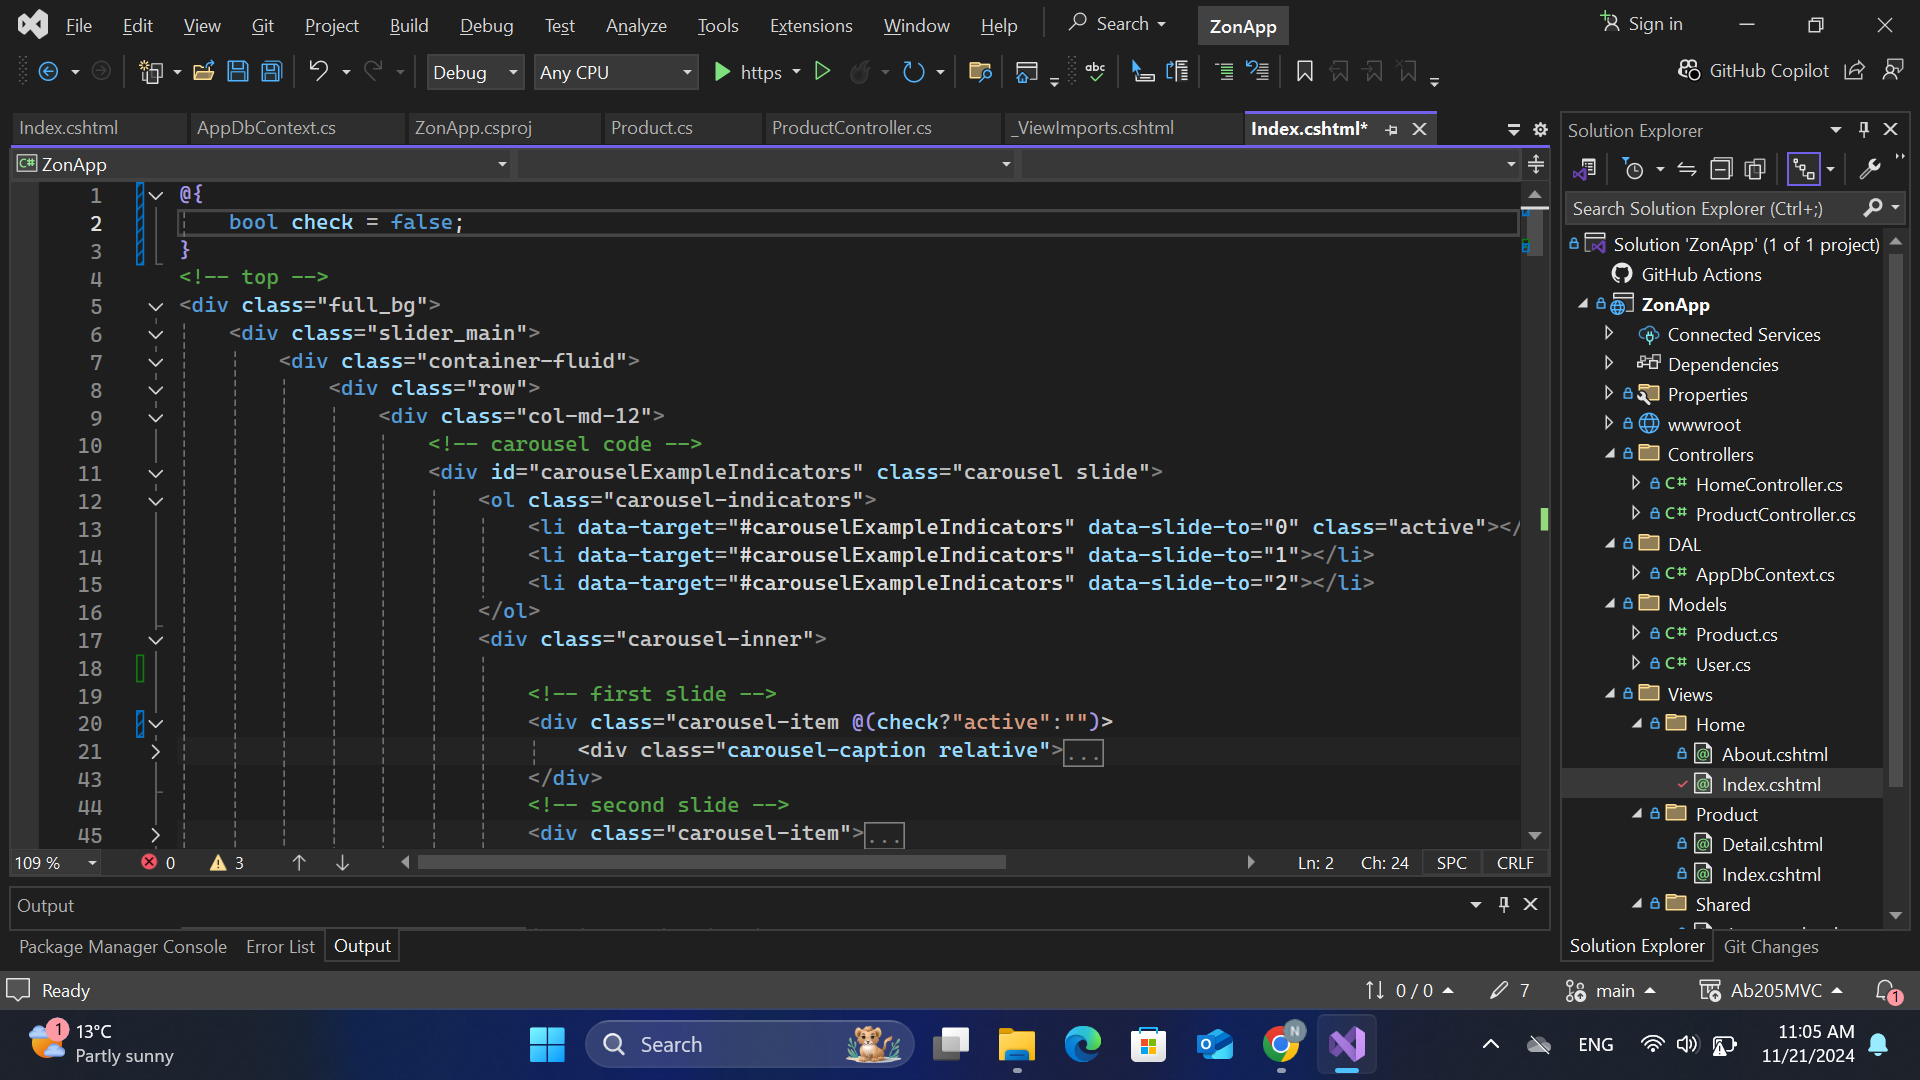 File Edit View Git Project Build Debug Test Analyze Tools Extensions Window Help Search ZonApp Sign in
Debug Any CPU https abc GitHub Copilot
Index.cshtml AppDbContext.cs ZonApp.csproj Product.cs ProductController.cs _ViewImports.cshtml Index.cshtml*
C# ZonApp
1 @{
2 bool check = false;
3 }
4 <!-- top -->
5 <div class="full_bg">
6 <div class="slider_main">
7 <div class="container-fluid">
8 <div class="row">
9 <div class="col-md-12">
10 <!-- carousel code -->
11 <div id="carouselExampleIndicators" class="carousel slide">
12 <ol class="carousel-indicators">
13 <li data-target="#carouselExampleIndicators" data-slide-to="0" class="active"></
14 <li data-target="#carouselExampleIndicators" data-slide-to="1"></li>
15 <li data-target="#carouselExampleIndicators" data-slide-to="2"></li>
16 </ol>
17 <div class="carousel-inner">
18
19 <!-- first slide -->
20 <div class="carousel-item @(check?"active":"")>
21 <div class="carousel-caption relative">...
43 </div>
44 <!-- second slide -->
45 <div class="carousel-item">...
109 % 0 3 Ln: 2 Ch: 24 SPC CRLF
Output
Package Manager Console Error List Output
Solution Explorer
Search Solution Explorer (Ctrl+;)
Solution 'ZonApp' (1 of 1 project)
GitHub Actions
ZonApp
Connected Services
Dependencies
Properties
wwwroot
Controllers
C# HomeController.cs
C# ProductController.cs
DAL
C# AppDbContext.cs
Models
C# Product.cs
C# User.cs
Views
Home
About.cshtml
Index.cshtml
Product
Detail.cshtml
Index.cshtml
Shared
Solution Explorer Git Changes
Ready 0 / 0 7 main Ab205MVC 1
1 13°C
Partly sunny
Search
N
ENG
11:05 AM
11/21/2024